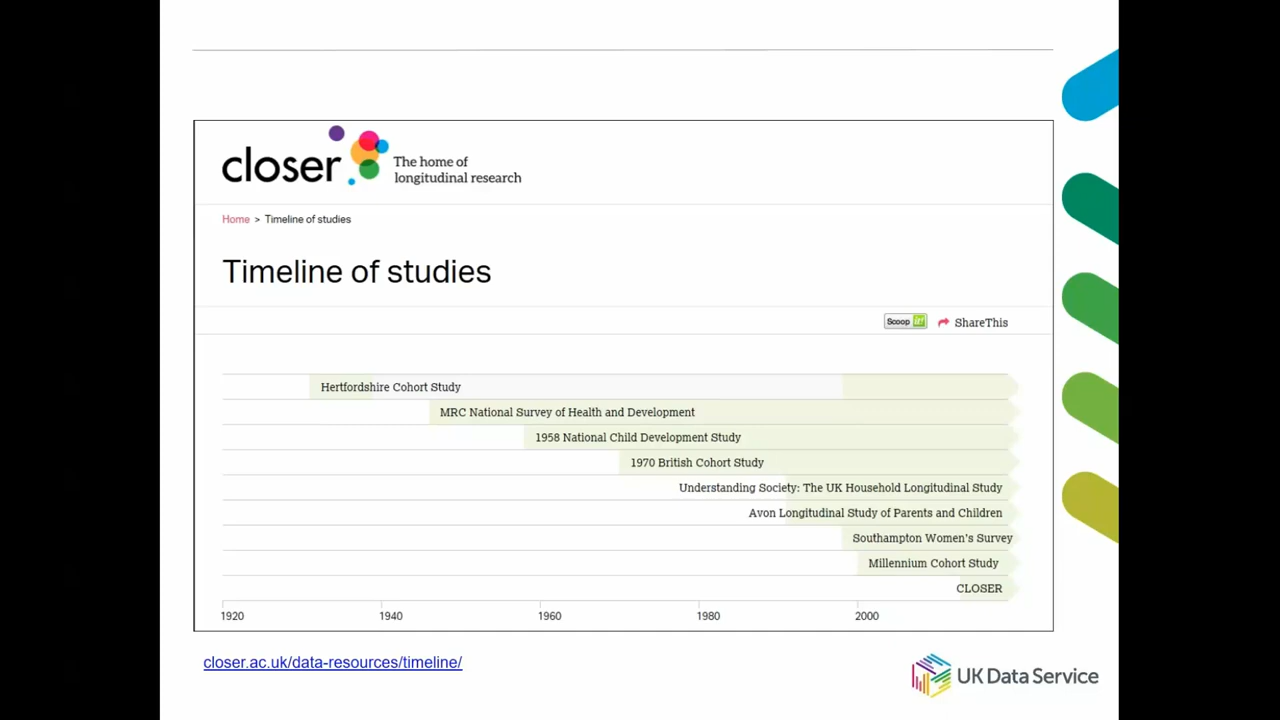 closer
The home of
longitudinal research
Home > Timeline of studies
Timeline of studies
Scoop it!
ShareThis
Hertfordshire Cohort Study
MRC National Survey of Health and Development
1958 National Child Development Study
1970 British Cohort Study
Understanding Society: The UK Household Longitudinal Study
Avon Longitudinal Study of Parents and Children
Southampton Women's Survey
Millennium Cohort Study
CLOSER
1920 1940 1960 1980 2000
closer.ac.uk/data-resources/timeline/
UK Data Service